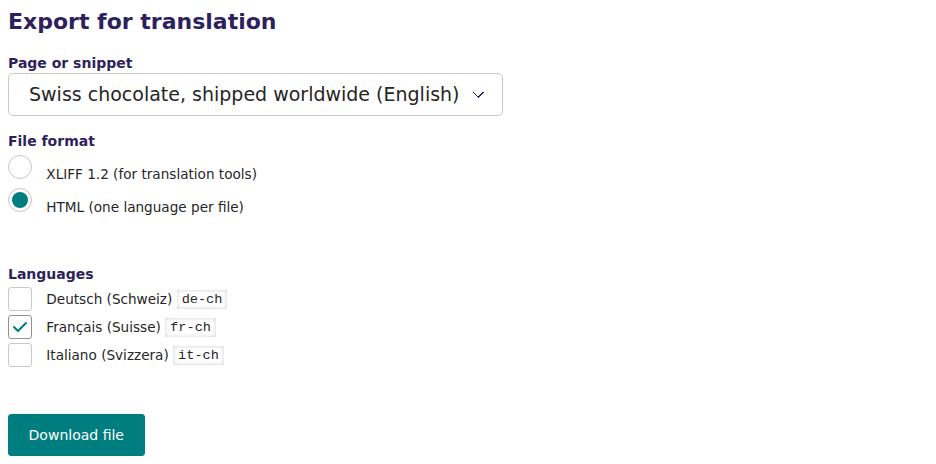 Export for translation
Page or snippet
Swiss chocolate, shipped worldwide (English)
File format
XLIFF 1.2 (for translation tools)
HTML (one language per file)
Languages
Deutsch (Schweiz) de-ch
Français (Suisse) fr-ch
Italiano (Svizzera) it-ch
Download file